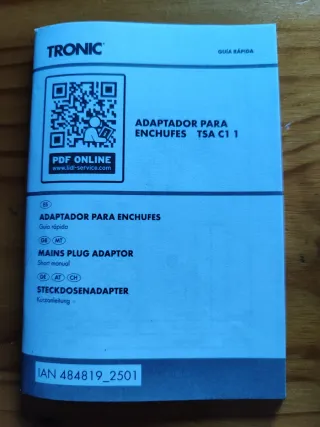 TRONIC®
GUÍA RÁPIDA
ADAPTADOR PARA
ENCHUFES TSA C1 1
PDF ONLINE
www.lidl-service.com
ES
ADAPTADOR PARA ENCHUFES
Guía rápida
GB MT
MAINS PLUG ADAPTOR
Short manual
DE AT CH
STECKDOSENADAPTER
Kurzanleitung
IAN 484819_2501